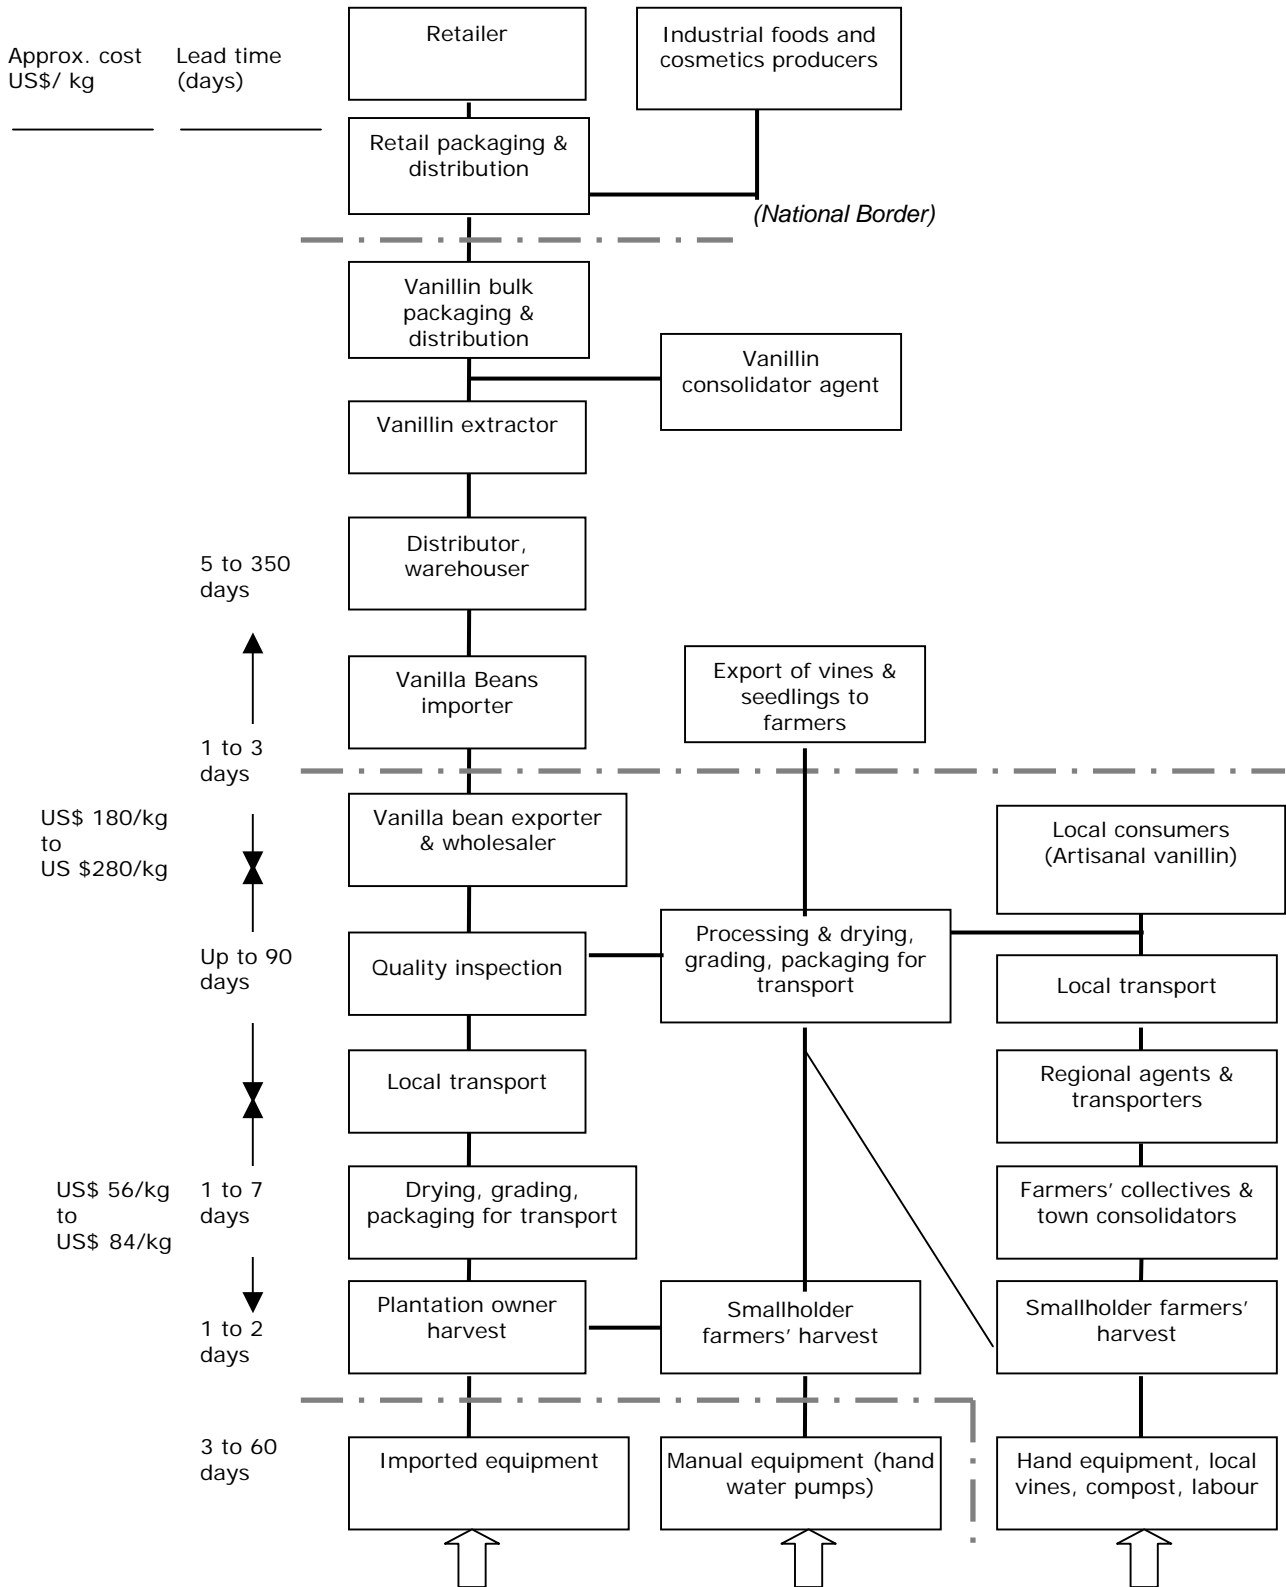 Approx. cost
US$/ kg
Lead time
(days)
Retailer
Industrial foods and
cosmetics producers
Retail packaging &
distribution
(National Border)
Vanillin bulk
packaging &
distribution
Vanillin
consolidator agent
Vanillin extractor
5 to 350
days
Distributor,
warehouser
Vanilla Beans
importer
Export of vines &
seedlings to
farmers
1 to 3
days
US$ 180/kg
to
US $280/kg
Vanilla bean exporter
& wholesaler
Local consumers
(Artisanal vanillin)
Up to 90
days
Quality inspection
Processing & drying,
grading, packaging for
transport
Local transport
Local transport
Regional agents &
transporters
US$ 56/kg
to
US$ 84/kg
1 to 7
days
Drying, grading,
packaging for transport
Farmers' collectives &
town consolidators
1 to 2
days
Plantation owner
harvest
Smallholder
farmers' harvest
Smallholder farmers'
harvest
3 to 60
days
Imported equipment
Manual equipment (hand
water pumps)
Hand equipment, local
vines, compost, labour